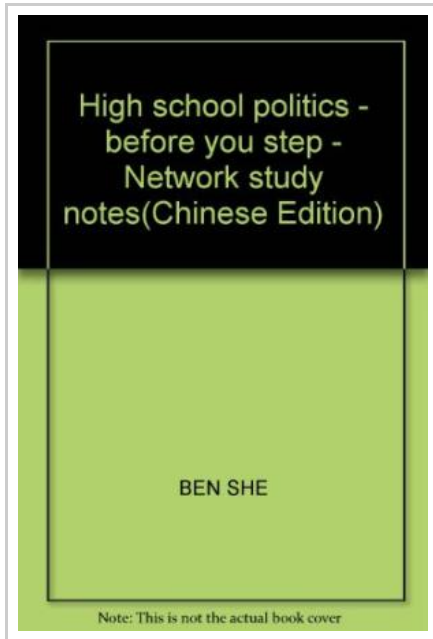 High school politics -
before you step -
Network study
notes(Chinese Edition)
BEN SHE
Note: This is not the actual book cover